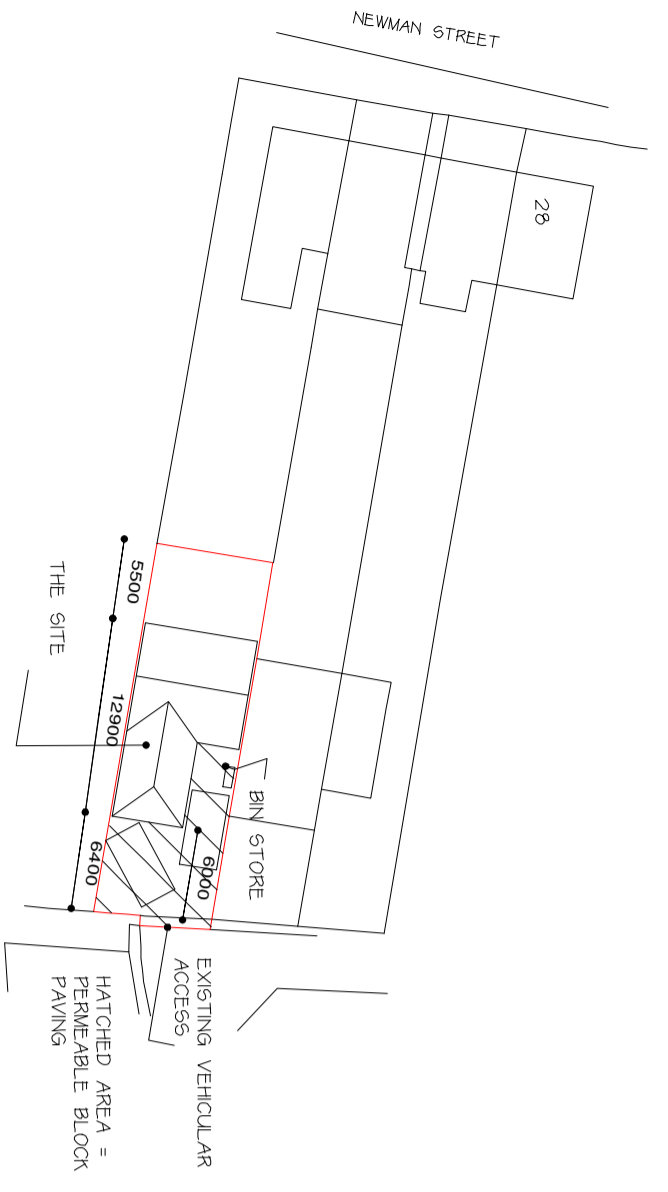 NEWMAN STREET
28
5500
THE SITE
12900
BIN STORE
6400
6000
EXISTING VEHICULAR
ACCESS
HATCHED AREA =
PERMEABLE BLOCK
PAVING